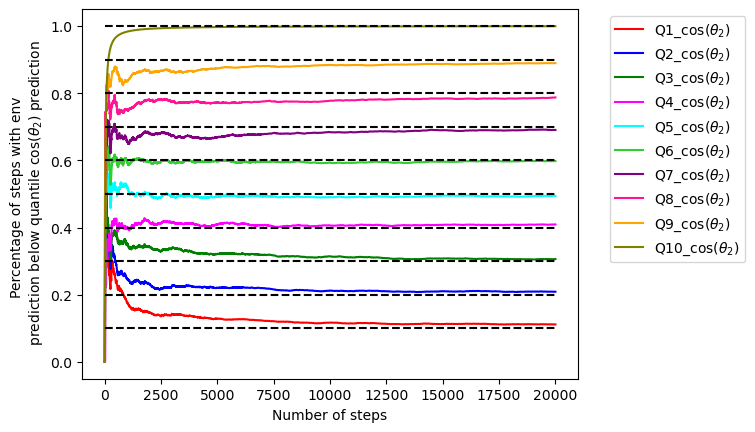 Percentage of steps with env
prediction below quantile cos(θ₂) prediction
1.0
0.8
0.6
0.4
0.2
0.0
0
2500
5000
7500
10000
12500
15000
17500
20000
Number of steps
Q1_cos(θ₂)
Q2_cos(θ₂)
Q3_cos(θ₂)
Q4_cos(θ₂)
Q5_cos(θ₂)
Q6_cos(θ₂)
Q7_cos(θ₂)
Q8_cos(θ₂)
Q9_cos(θ₂)
Q10_cos(θ₂)